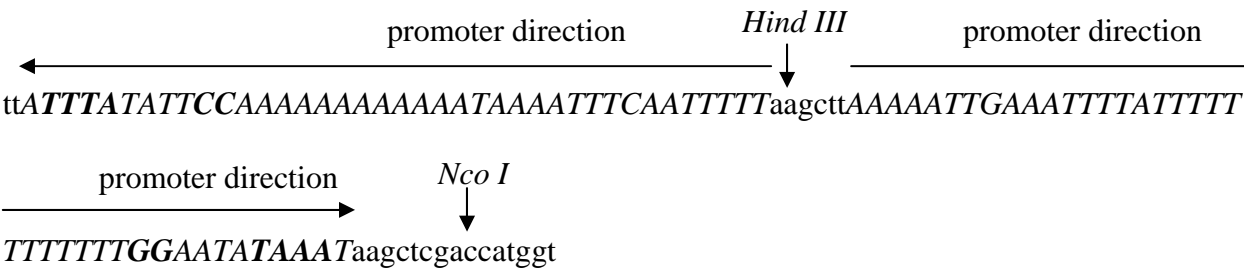 promoter direction
Hind III
promoter direction
ttATTTATATTCCAAAAAAAAAAAATAAAATTTCAATTTTTaagcttAAAAATTGAAATTTTATTTTT
promoter direction
Nco I
TTTTTTTGGAATATAAATaagctcgaccatggt